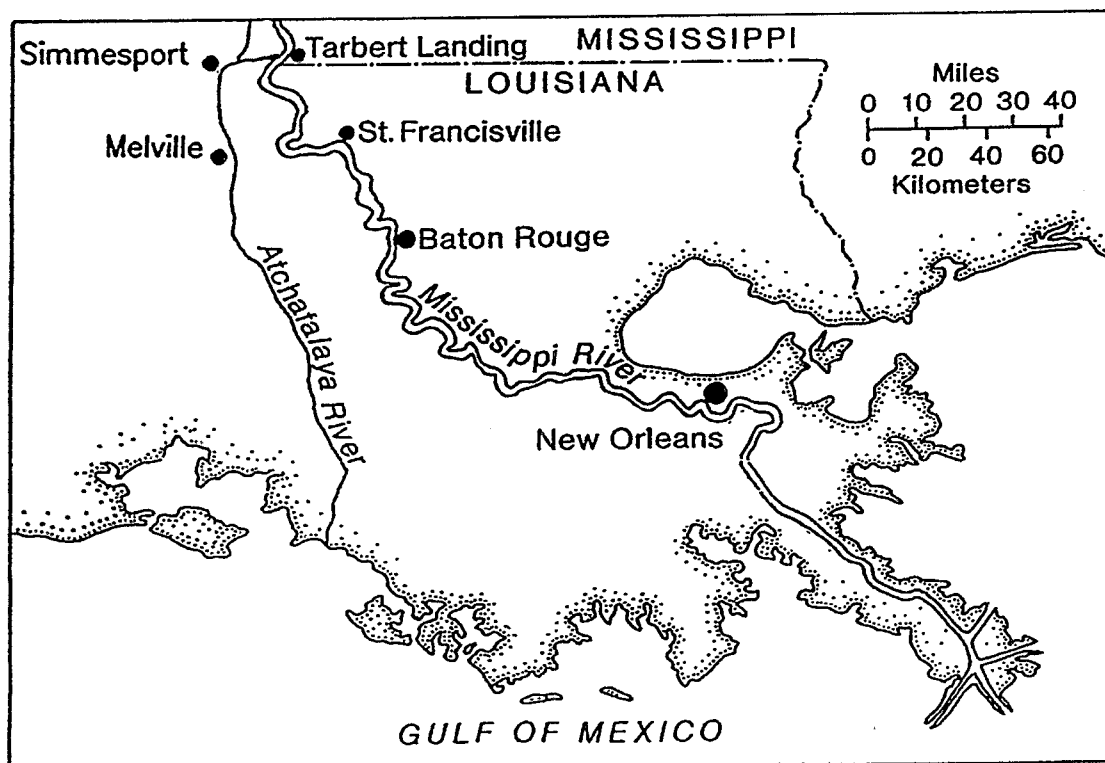 Simmesport
Tarbert Landing
MISSISSIPPI
LOUISIANA
Miles
0 10 20 30 40
0 20 40 60
Kilometers
Melville
St. Francisville
Baton Rouge
Atchafalaya River
Mississippi River
New Orleans
GULF OF MEXICO